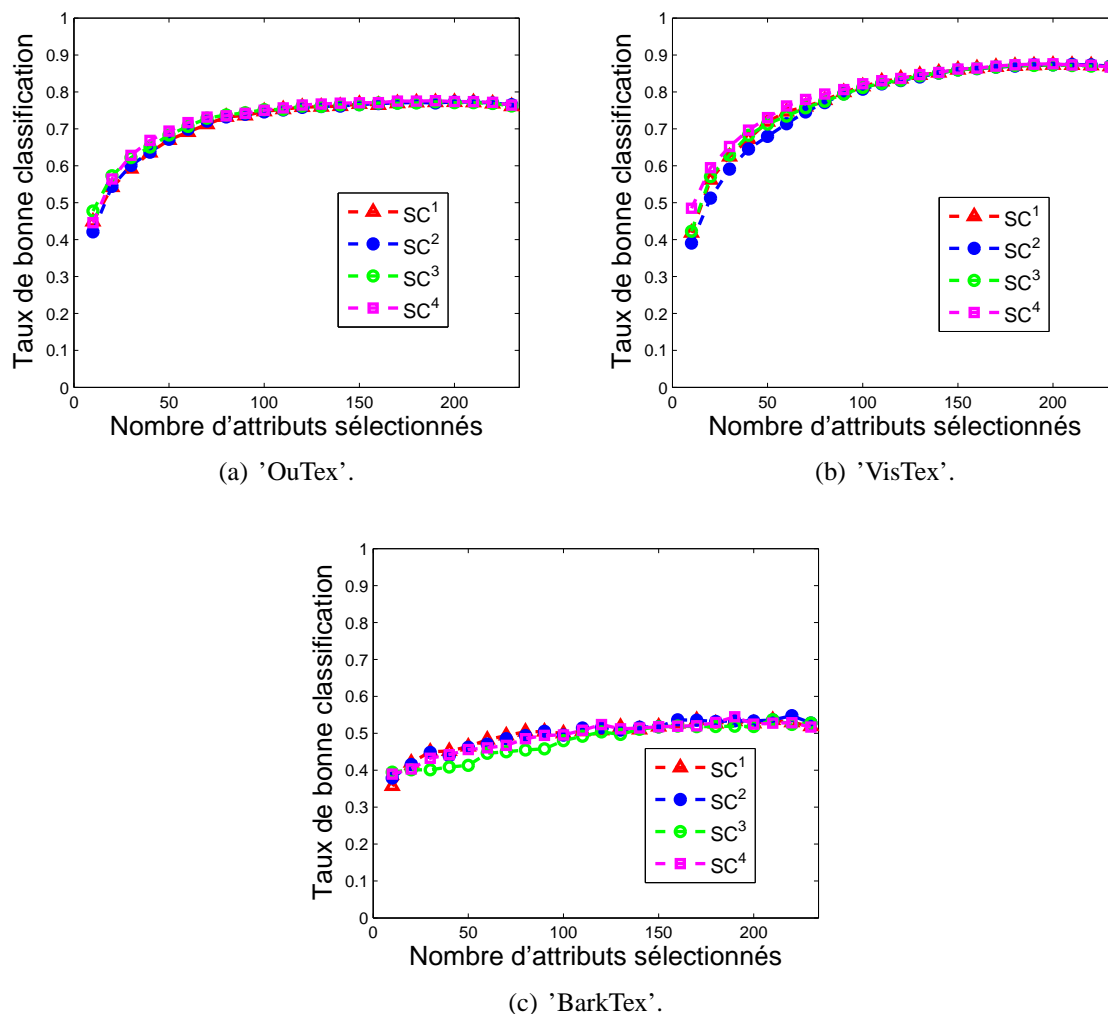 1
0.9
0.8
0.7
0.6
0.5
0.4
0.3
0.2
0.1
0
0 50 100 150 200
Taux de bonne classification
Nombre d'attributs sélectionnés
SC¹
SC²
SC³
SC⁴
(a) 'OuTex'.
1
0.9
0.8
0.7
0.6
0.5
0.4
0.3
0.2
0.1
0
0 50 100 150 200
Taux de bonne classification
Nombre d'attributs sélectionnés
SC¹
SC²
SC³
SC⁴
(b) 'VisTex'.
1
0.9
0.8
0.7
0.6
0.5
0.4
0.3
0.2
0.1
0
0 50 100 150 200
Taux de bonne classification
Nombre d'attributs sélectionnés
SC¹
SC²
SC³
SC⁴
(c) 'BarkTex'.